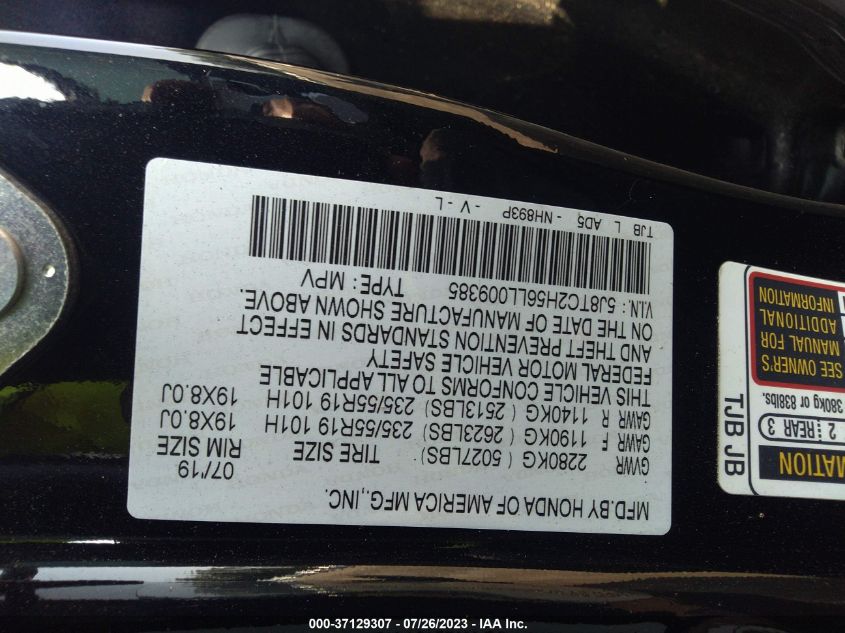 MFD.BY HONDA OF AMERICA MFG.,INC.
07/19
GVWR 2280KG ( 5027LBS) TIRE SIZE RIM SIZE
GAWR F 1190KG ( 2623LBS) 235/55R19 101H 19X8.0J
GAWR R 1140KG ( 2513LBS) 235/55R19 101H 19X8.0J
THIS VEHICLE CONFORMS TO ALL APPLICABLE
FEDERAL MOTOR VEHICLE SAFETY
AND THEFT PREVENTION STANDARDS IN EFFECT
ON THE DATE OF MANUFACTURE SHOWN ABOVE.
VIN: 5J8TC2H56LL009385 TYPE: MPV
TJB L AD5 -NH893P -V-L
TJB JB
2 REAR 3
380kg or 838lbs.
SEE OWNER'S
MANUAL FOR
ADDITIONAL
INFORMATION
000-37129307 - 07/26/2023 - IAA Inc.